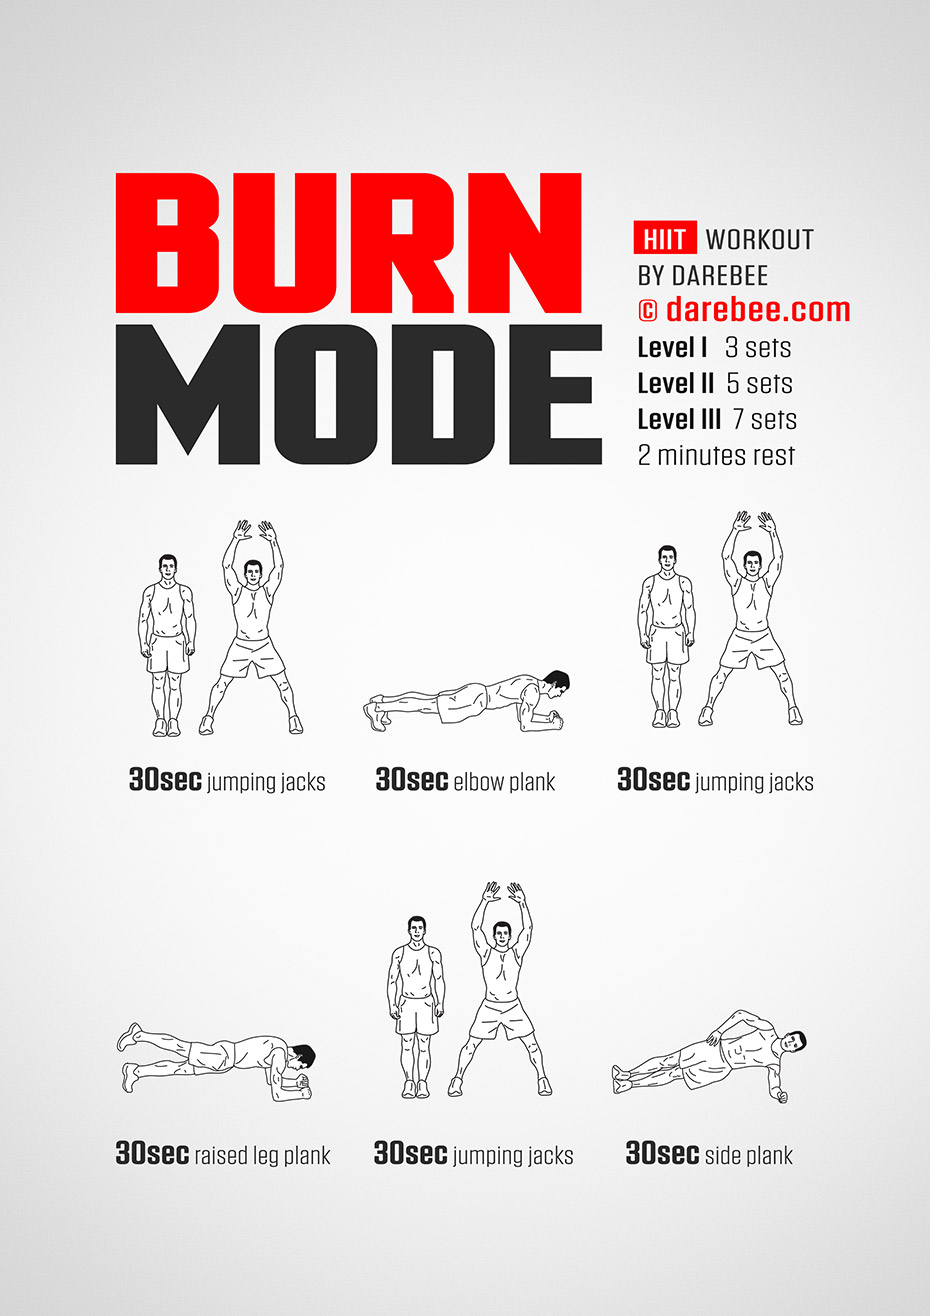 BURN
MODE
HIIT WORKOUT
BY DAREBEE
© darebee.com
Level I 3 sets
Level II 5 sets
Level III 7 sets
2 minutes rest
30sec jumping jacks
30sec elbow plank
30sec jumping jacks
30sec raised leg plank
30sec jumping jacks
30sec side plank